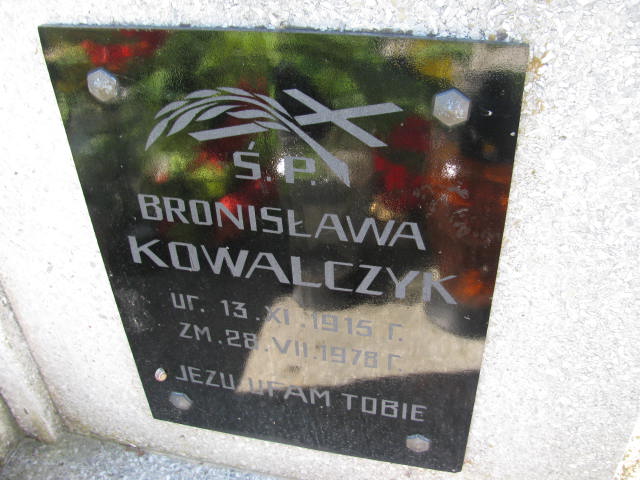 Ś.P.
BRONISŁAWA
KOWALCZYK
UR. 13.XI.1915 r.
ZM. 28.VII.1978 r.
JEZU UFAM TOBIE